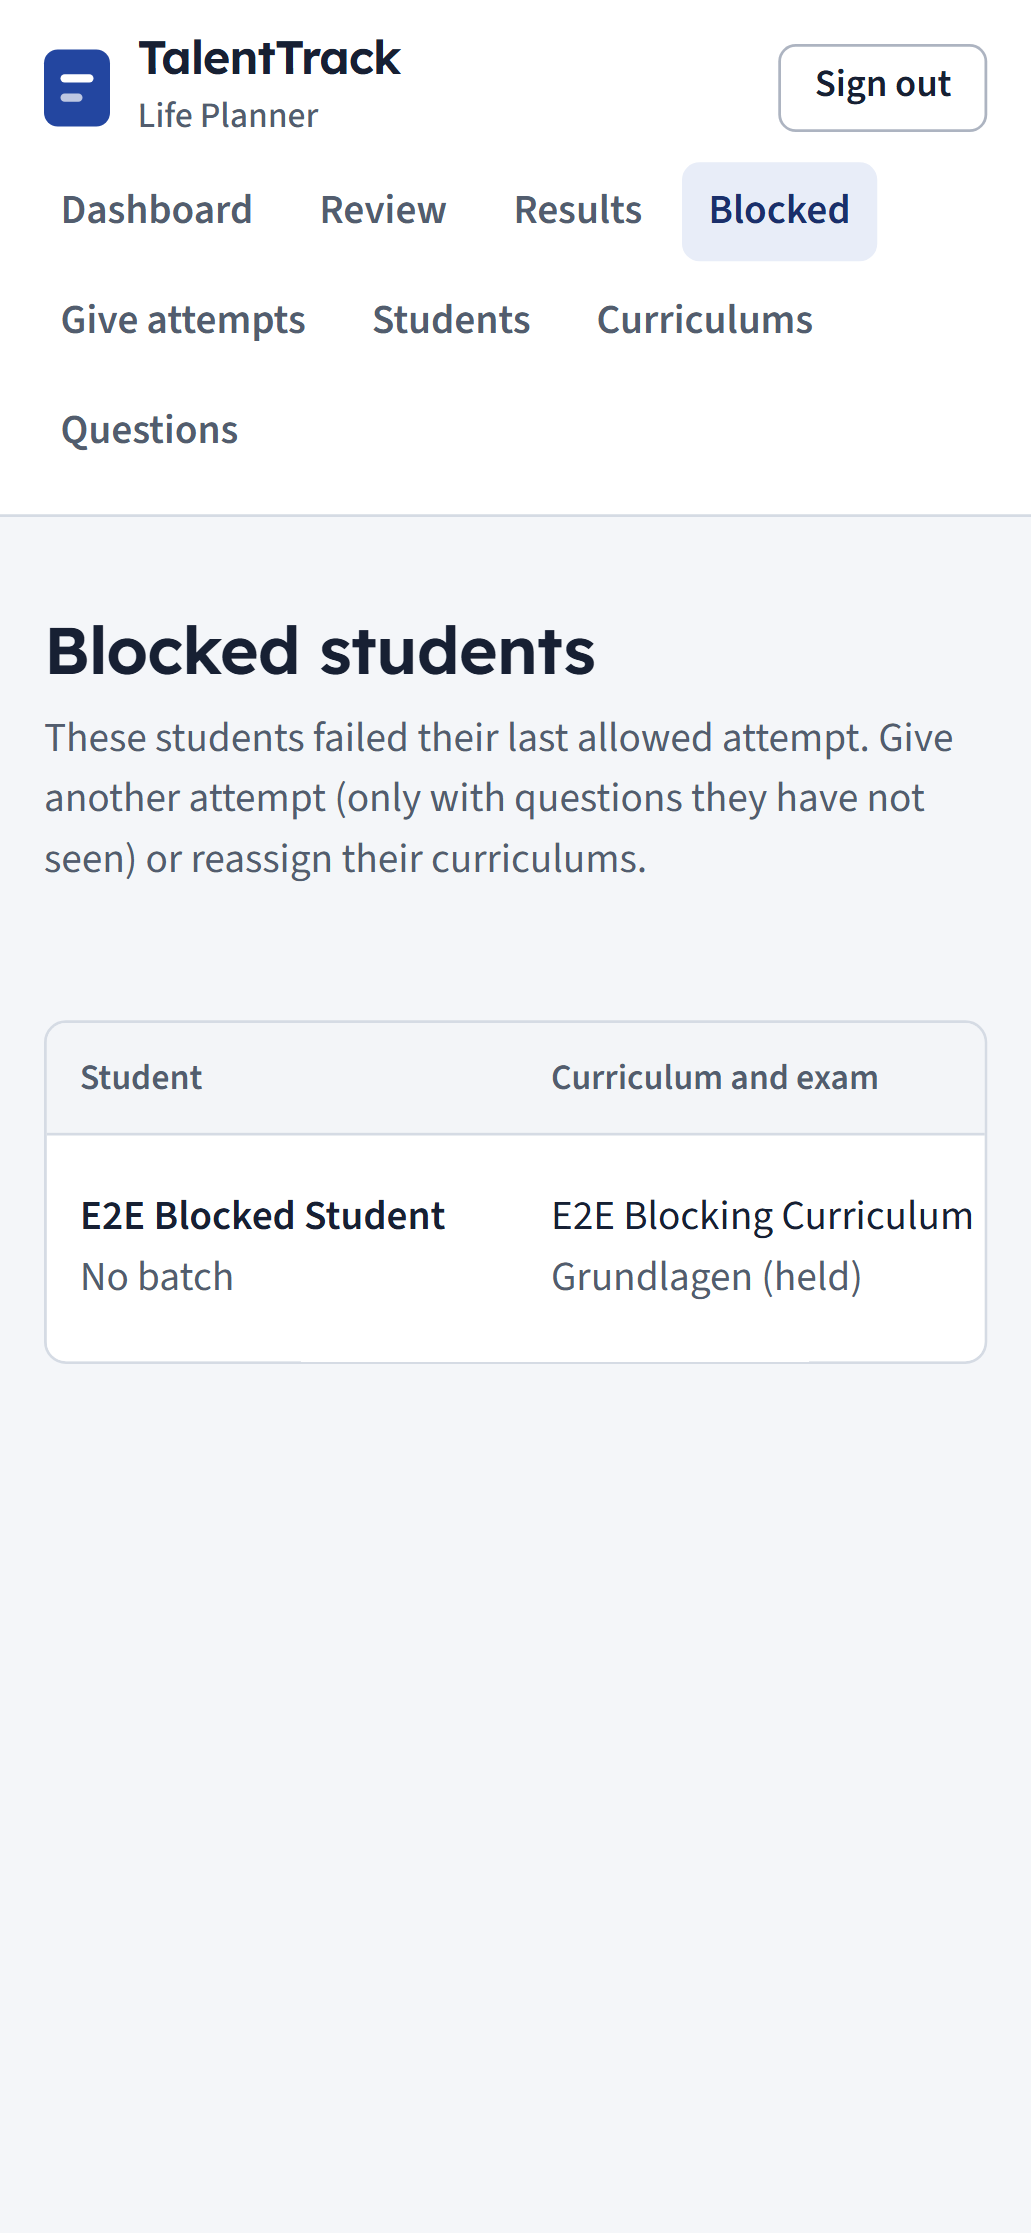 TalentTrack
Life Planner
Sign out
Dashboard
Review
Results
Blocked
Give attempts
Students
Curriculums
Questions
Blocked students
These students failed their last allowed attempt. Give
another attempt (only with questions they have not
seen) or reassign their curriculums.
Student
Curriculum and exam
E2E Blocked Student
E2E Blocking Curriculum
No batch
Grundlagen (held)